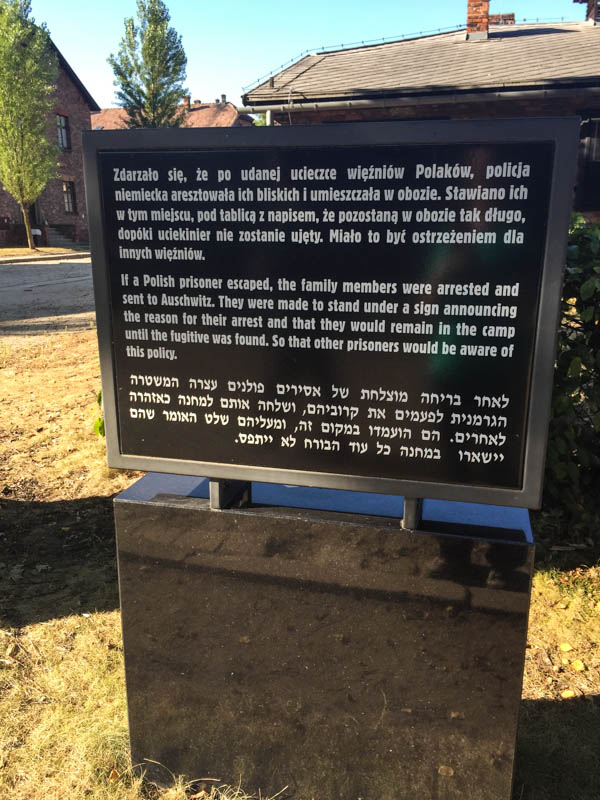 Zdarzało się, że po udanej ucieczce więźniów Polaków, policja
niemiecka aresztowała ich bliskich i umieszczała w obozie. Stawiano ich
w tym miejscu, pod tablicą z napisem, że pozostaną w obozie tak długo,
dopóki uciekinier nie zostanie ujęty. Miało to być ostrzeżeniem dla
innych więźniów.
If a Polish prisoner escaped, the family members were arrested and
sent to Auschwitz. They were made to stand under a sign announcing
the reason for their arrest and that they would remain in the camp
until the fugitive was found. So that other prisoners would be aware of
this policy.
לאחר בריחה מוצלחת של אסירים פולנים עצרה המשטרה
הגרמנית לפעמים את קרוביהם, ושלחה אותם למחנה כאזהרה
לאחרים. הם הועמדו במקום זה, ומעליהם שלט האומר שהם
יישארו במחנה כל עוד הבורח לא ייתפס.